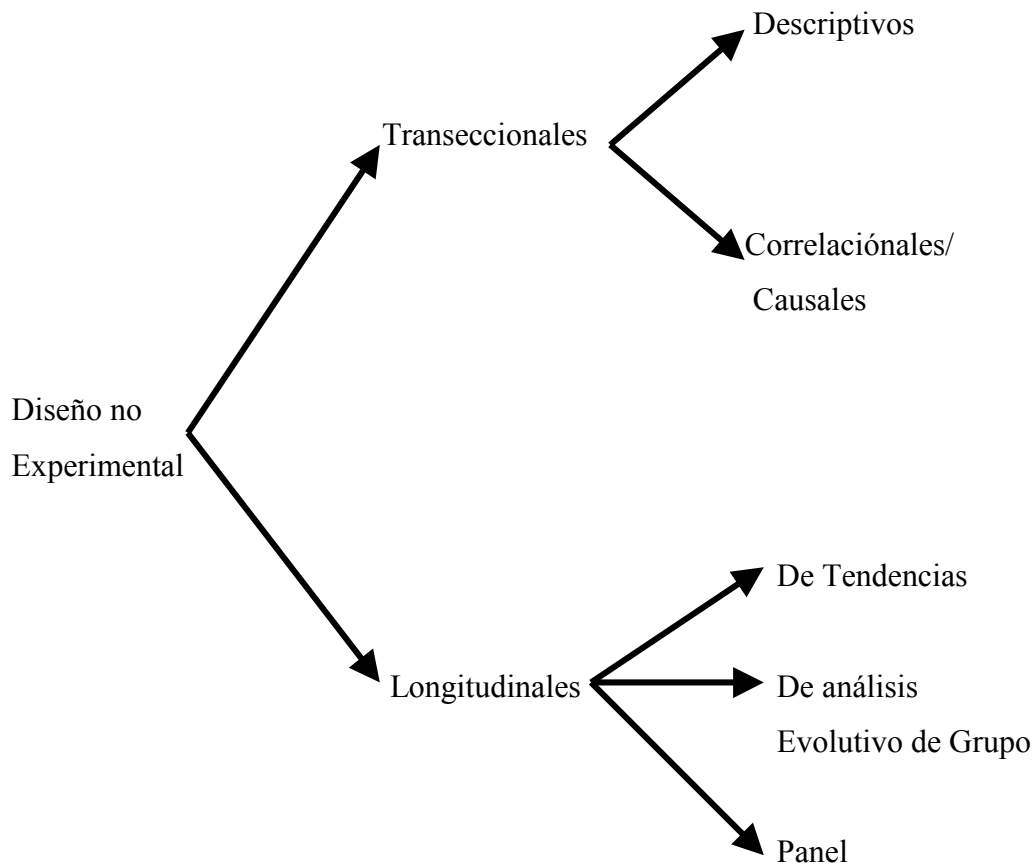 Descriptivos
Transeccionales
Correlaciónales/
Causales
Diseño no
Experimental
De Tendencias
Longitudinales
De análisis
Evolutivo de Grupo
Panel